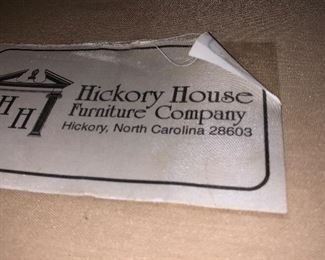 HH
Hickory House
Furniture Company
Hickory, North Carolina 28603